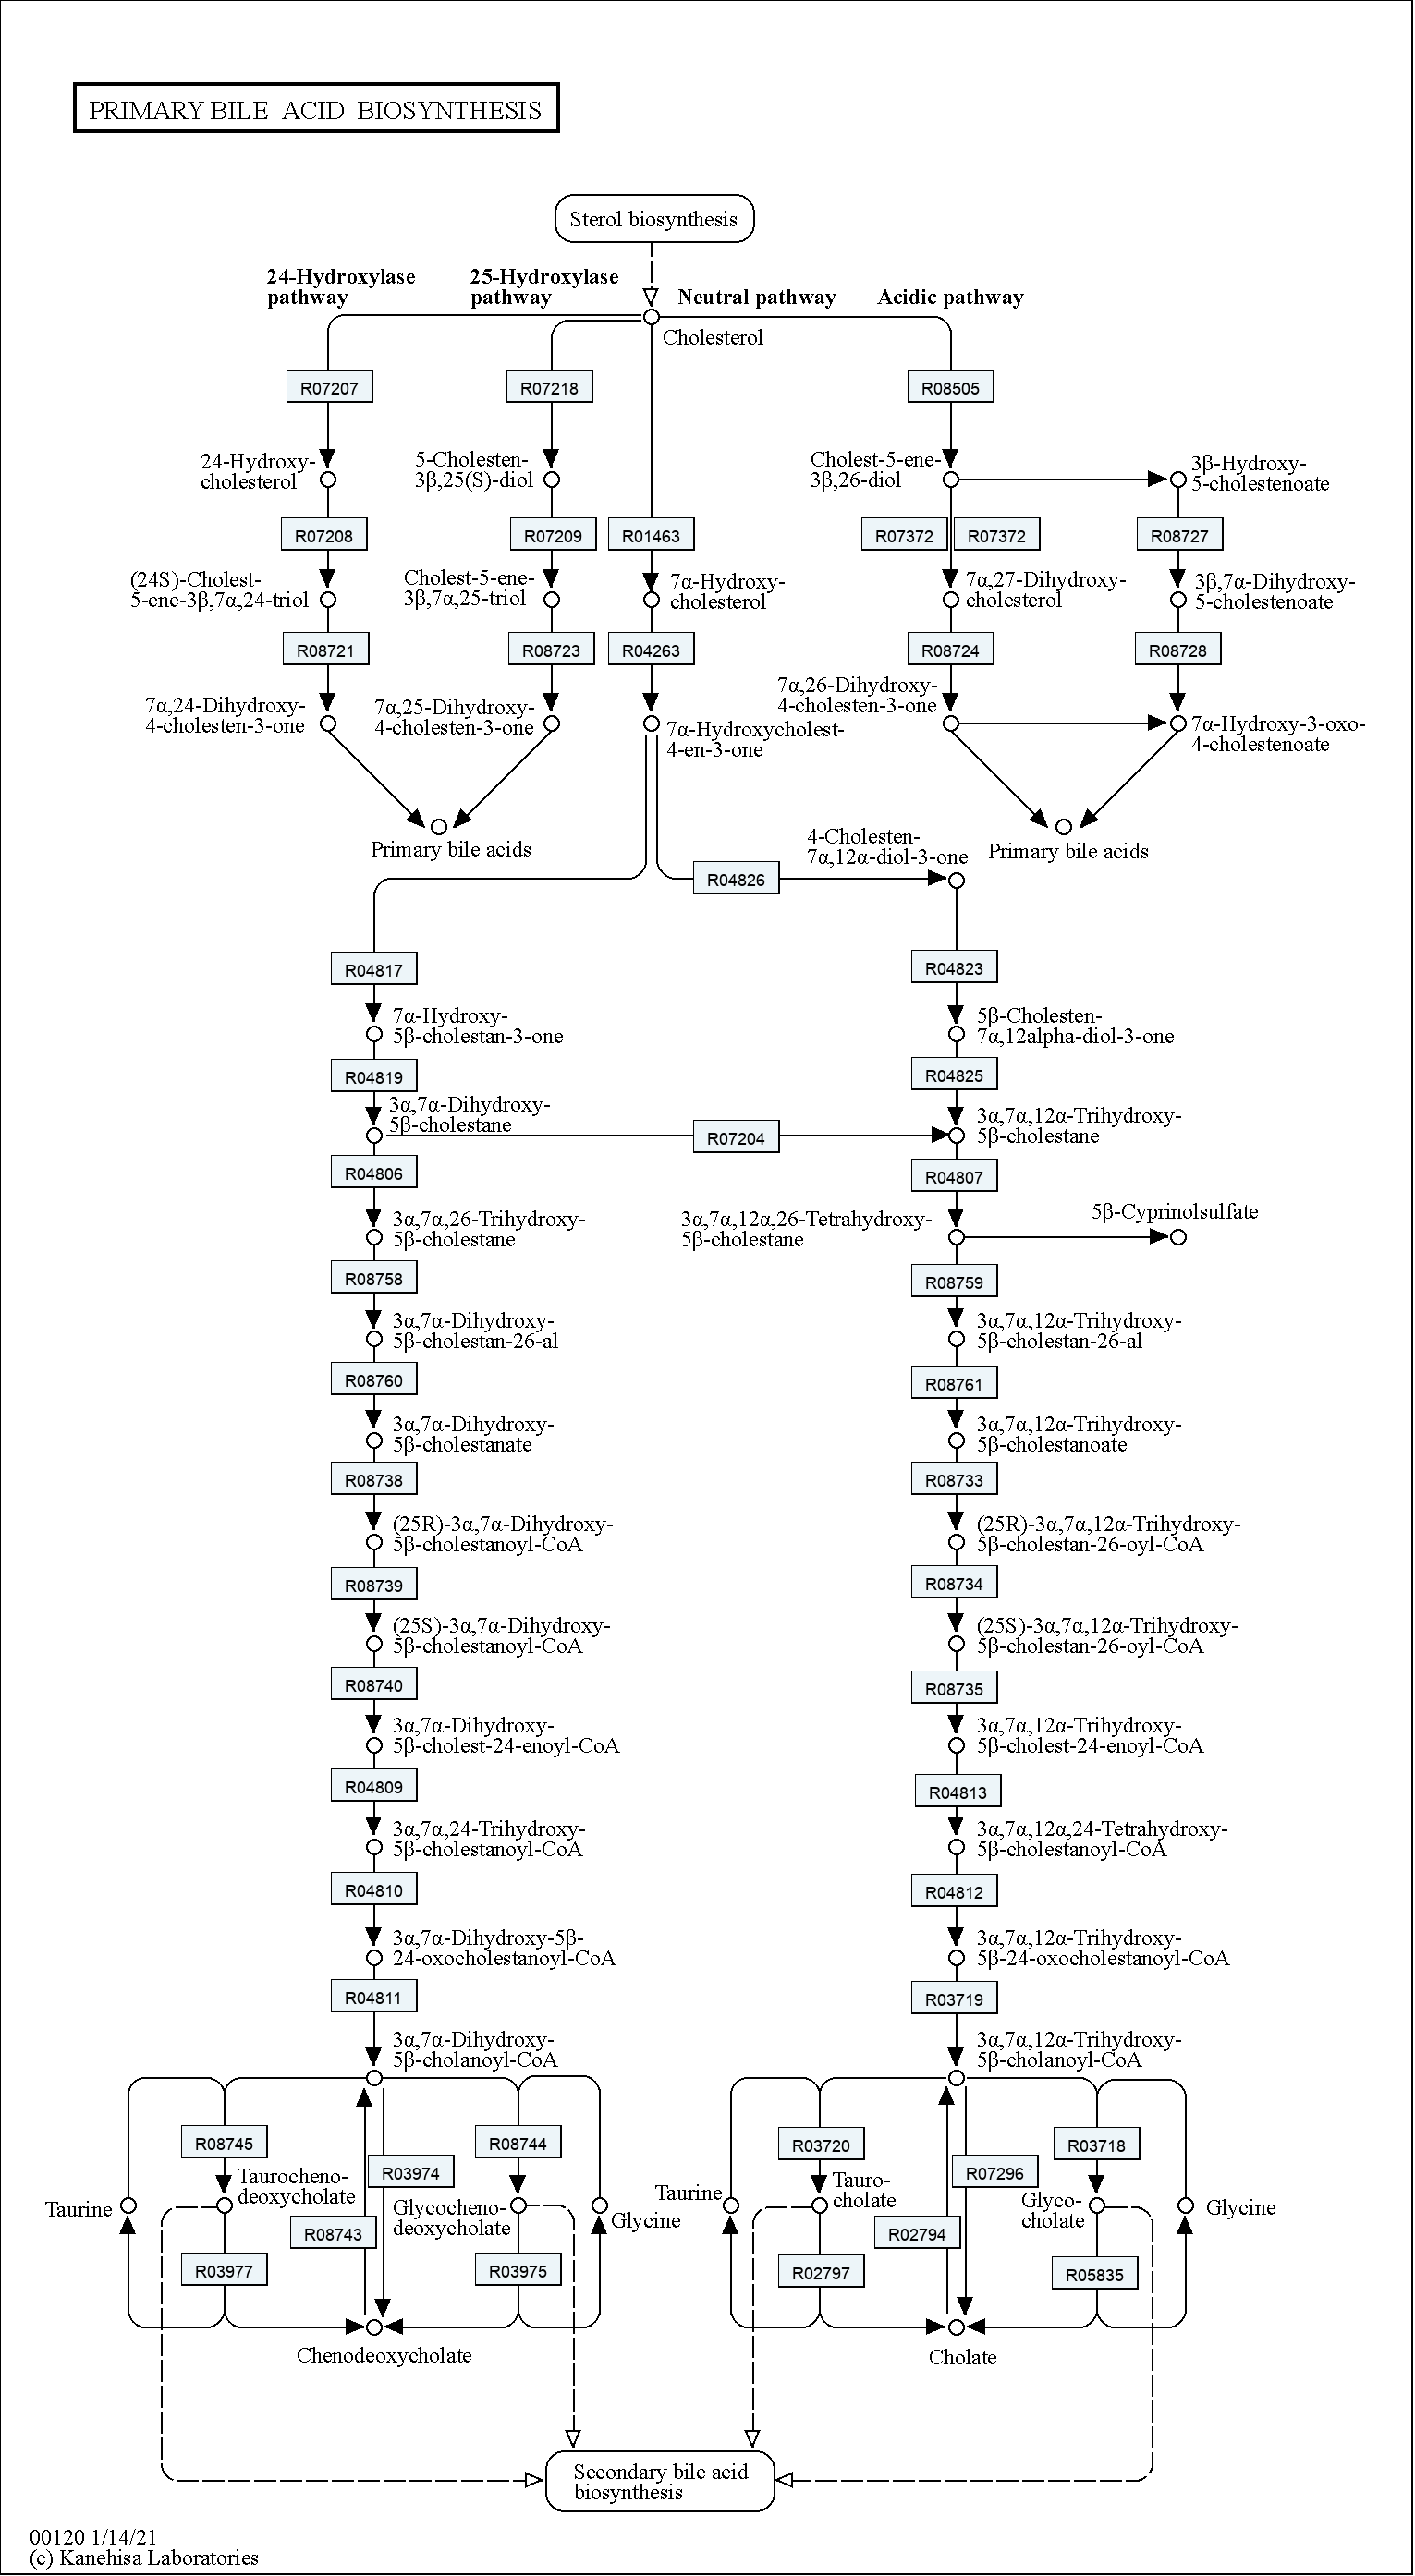 PRIMARY BILE ACID BIOSYNTHESIS
Sterol biosynthesis
24-Hydroxylase
pathway
25-Hydroxylase
pathway
Neutral pathway
Acidic pathway
Cholesterol
R07207
R07218
R08505
24-Hydroxy-
cholesterol
5-Cholesten-
3β,25(S)-diol
Cholest-5-ene-
3β,26-diol
3β-Hydroxy-
5-cholestenoate
R07208
R07209
R01463
R07372
R07372
R08727
(24S)-Cholest-
5-ene-3β,7α,24-triol
Cholest-5-ene-
3β,7α,25-triol
7α-Hydroxy-
cholesterol
7α,27-Dihydroxy-
cholesterol
3β,7α-Dihydroxy-
5-cholestenoate
R08721
R08723
R04263
R08724
R08728
7α,24-Dihydroxy-
4-cholesten-3-one
7α,25-Dihydroxy-
4-cholesten-3-one
7α-Hydroxycholest-
4-en-3-one
7α,26-Dihydroxy-
4-cholesten-3-one
7α-Hydroxy-3-oxo-
4-cholestenoate
Primary bile acids
4-Cholesten-
7α,12α-diol-3-one
Primary bile acids
R04826
R04817
R04823
7α-Hydroxy-
5β-cholestan-3-one
5β-Cholesten-
7α,12alpha-diol-3-one
R04819
R04825
3α,7α-Dihydroxy-
5β-cholestane
R07204
3α,7α,12α-Trihydroxy-
5β-cholestane
R04806
R04807
3α,7α,26-Trihydroxy-
5β-cholestane
3α,7α,12α,26-Tetrahydroxy-
5β-cholestane
5β-Cyprinolsulfate
R08758
R08759
3α,7α-Dihydroxy-
5β-cholestan-26-al
3α,7α,12α-Trihydroxy-
5β-cholestan-26-al
R08760
R08761
3α,7α-Dihydroxy-
5β-cholestanate
3α,7α,12α-Trihydroxy-
5β-cholestanoate
R08738
R08733
(25R)-3α,7α-Dihydroxy-
5β-cholestanoyl-CoA
(25R)-3α,7α,12α-Trihydroxy-
5β-cholestan-26-oyl-CoA
R08739
R08734
(25S)-3α,7α-Dihydroxy-
5β-cholestanoyl-CoA
(25S)-3α,7α,12α-Trihydroxy-
5β-cholestan-26-oyl-CoA
R08740
R08735
3α,7α-Dihydroxy-
5β-cholest-24-enoyl-CoA
3α,7α,12α-Trihydroxy-
5β-cholest-24-enoyl-CoA
R04809
R04813
3α,7α,24-Trihydroxy-
5β-cholestanoyl-CoA
3α,7α,12α,24-Tetrahydroxy-
5β-cholestanoyl-CoA
R04810
R04812
3α,7α-Dihydroxy-5β-
24-oxocholestanoyl-CoA
3α,7α,12α-Trihydroxy-
5β-24-oxocholestanoyl-CoA
R04811
R03719
3α,7α-Dihydroxy-
5β-cholanoyl-CoA
3α,7α,12α-Trihydroxy-
5β-cholanoyl-CoA
R08745
R08744
R03720
R03718
R03974
R07296
Taurine
Taurocheno-
deoxycholate
Glycocheno-
deoxycholate
Glycine
Taurine
Tauro-
cholate
Glyco-
cholate
Glycine
R08743
R02794
R03977
R03975
R02797
R05835
Chenodeoxycholate
Cholate
Secondary bile acid
biosynthesis
00120 1/14/21
(c) Kanehisa Laboratories